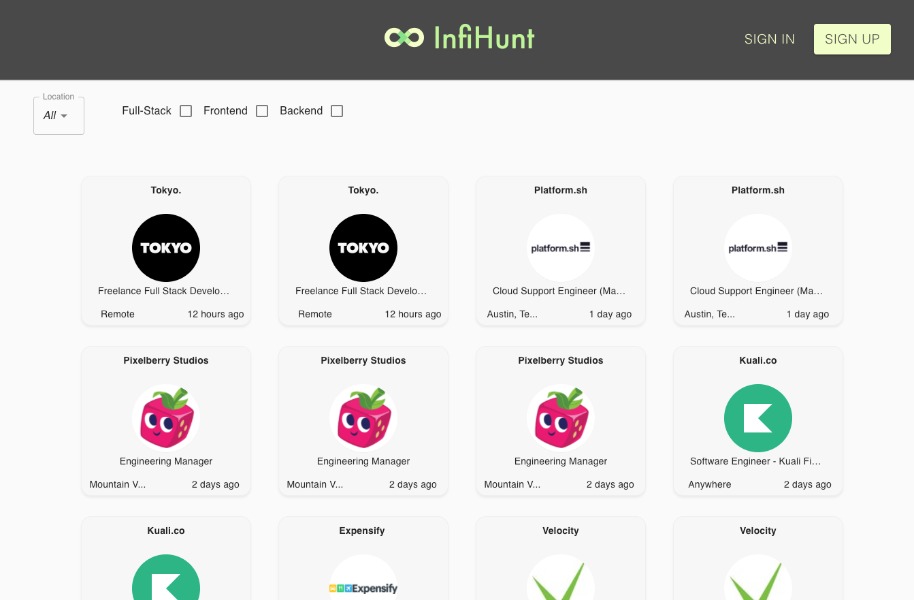 InfiHunt
SIGN IN
SIGN UP
Location
All
Full-Stack
Frontend
Backend
Tokyo.
TOKYO
Freelance Full Stack Develo...
Remote 12 hours ago
Tokyo.
TOKYO
Freelance Full Stack Develo...
Remote 12 hours ago
Platform.sh
platform.sh
Cloud Support Engineer (Ma...
Austin, Te... 1 day ago
Platform.sh
platform.sh
Cloud Support Engineer (Ma...
Austin, Te... 1 day ago
Pixelberry Studios
Engineering Manager
Mountain V... 2 days ago
Pixelberry Studios
Engineering Manager
Mountain V... 2 days ago
Pixelberry Studios
Engineering Manager
Mountain V... 2 days ago
Kuali.co
Software Engineer - Kuali Fi...
Anywhere 2 days ago
Kuali.co
Expensify
Expensify
Velocity
Velocity